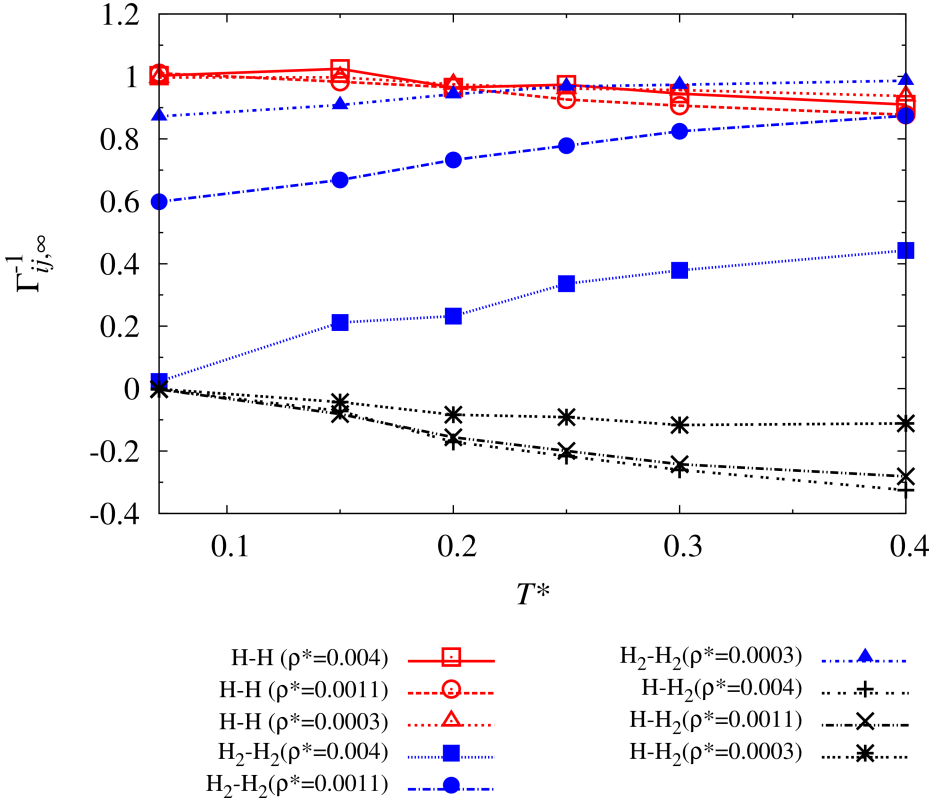 1.2
1
0.8
0.6
0.4
0.2
0
-0.2
-0.4
Γ⁻¹ᵢⱼ,∞
0.1 0.2 0.3 0.4
T*
H-H (ρ*=0.004)
H-H (ρ*=0.0011)
H-H (ρ*=0.0003)
H₂-H₂(ρ*=0.004)
H₂-H₂(ρ*=0.0011)
H₂-H₂(ρ*=0.0003)
H-H₂(ρ*=0.004)
H-H₂(ρ*=0.0011)
H-H₂(ρ*=0.0003)